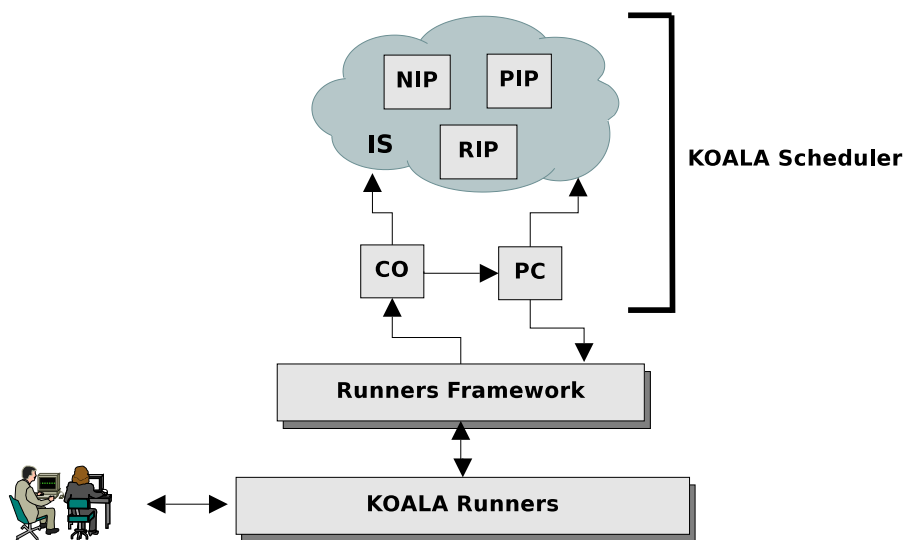 NIP
PIP
IS
RIP
KOALA Scheduler
CO
PC
Runners Framework
KOALA Runners